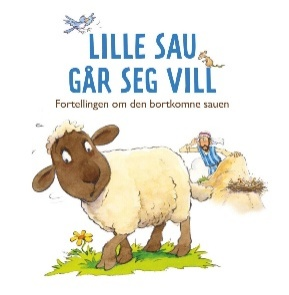 LILLE SAU
GÅR SEG VILL
Fortellingen om den bortkomne sauen